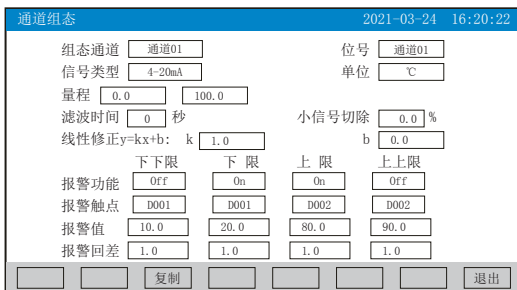 通道组态 2021-03-24 16:20:22
组态通道 通道01 位号 通道01
信号类型 4-20mA 单位 ℃
量程 0.0 100.0
滤波时间 0 秒 小信号切除 0.0 %
线性修正y=kx+b: k 1.0 b 0.0
下下限 下 限 上 限 上上限
报警功能 Off On On Off
报警触点 D001 D001 D002 D002
报警值 10.0 20.0 80.0 90.0
报警回差 1.0 1.0 1.0 1.0
复制 退出